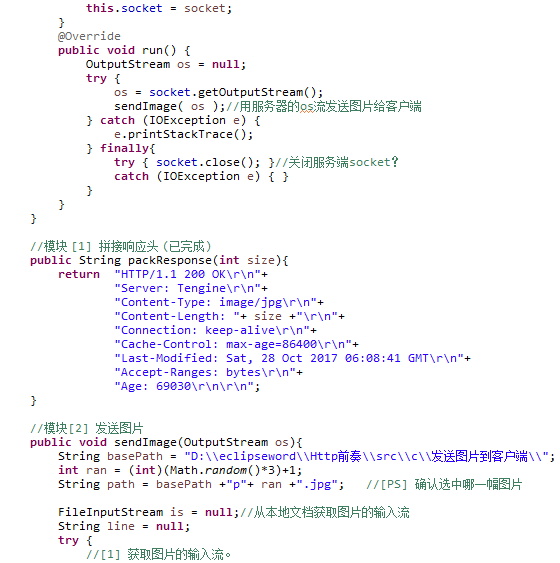 this.socket = socket;
}
@Override
public void run() {
OutputStream os = null;
try {
os = socket.getOutputStream();
sendImage( os );//用服务器的os流发送图片给客户端
} catch (IOException e) {
e.printStackTrace();
} finally{
try { socket.close(); }//关闭服务端socket?
catch (IOException e) { }
}
}
}
//模块 [1] 拼接响应头 (已完成)
public String packResponse(int size){
return "HTTP/1.1 200 OK\r\n"+
"Server: Tengine\r\n"+
"Content-Type: image/jpg\r\n"+
"Content-Length: "+ size +"\r\n"+
"Connection: keep-alive\r\n"+
"Cache-Control: max-age=86400\r\n"+
"Last-Modified: Sat, 28 Oct 2017 06:08:41 GMT\r\n"+
"Accept-Ranges: bytes\r\n"+
"Age: 69030\r\n\r\n";
}
//模块[2] 发送图片
public void sendImage(OutputStream os){
String basePath = "D:\\eclipseword\\Http前奏\\src\\c\\发送图片到客户端\\";
int ran = (int)(Math.random()*3)+1;
String path = basePath +"p"+ ran +".jpg"; //[PS] 确认选中哪一幅图片
FileInputStream is = null;//从本地文档获取图片的输入流
String line = null;
try {
//[1] 获取图片的输入流。